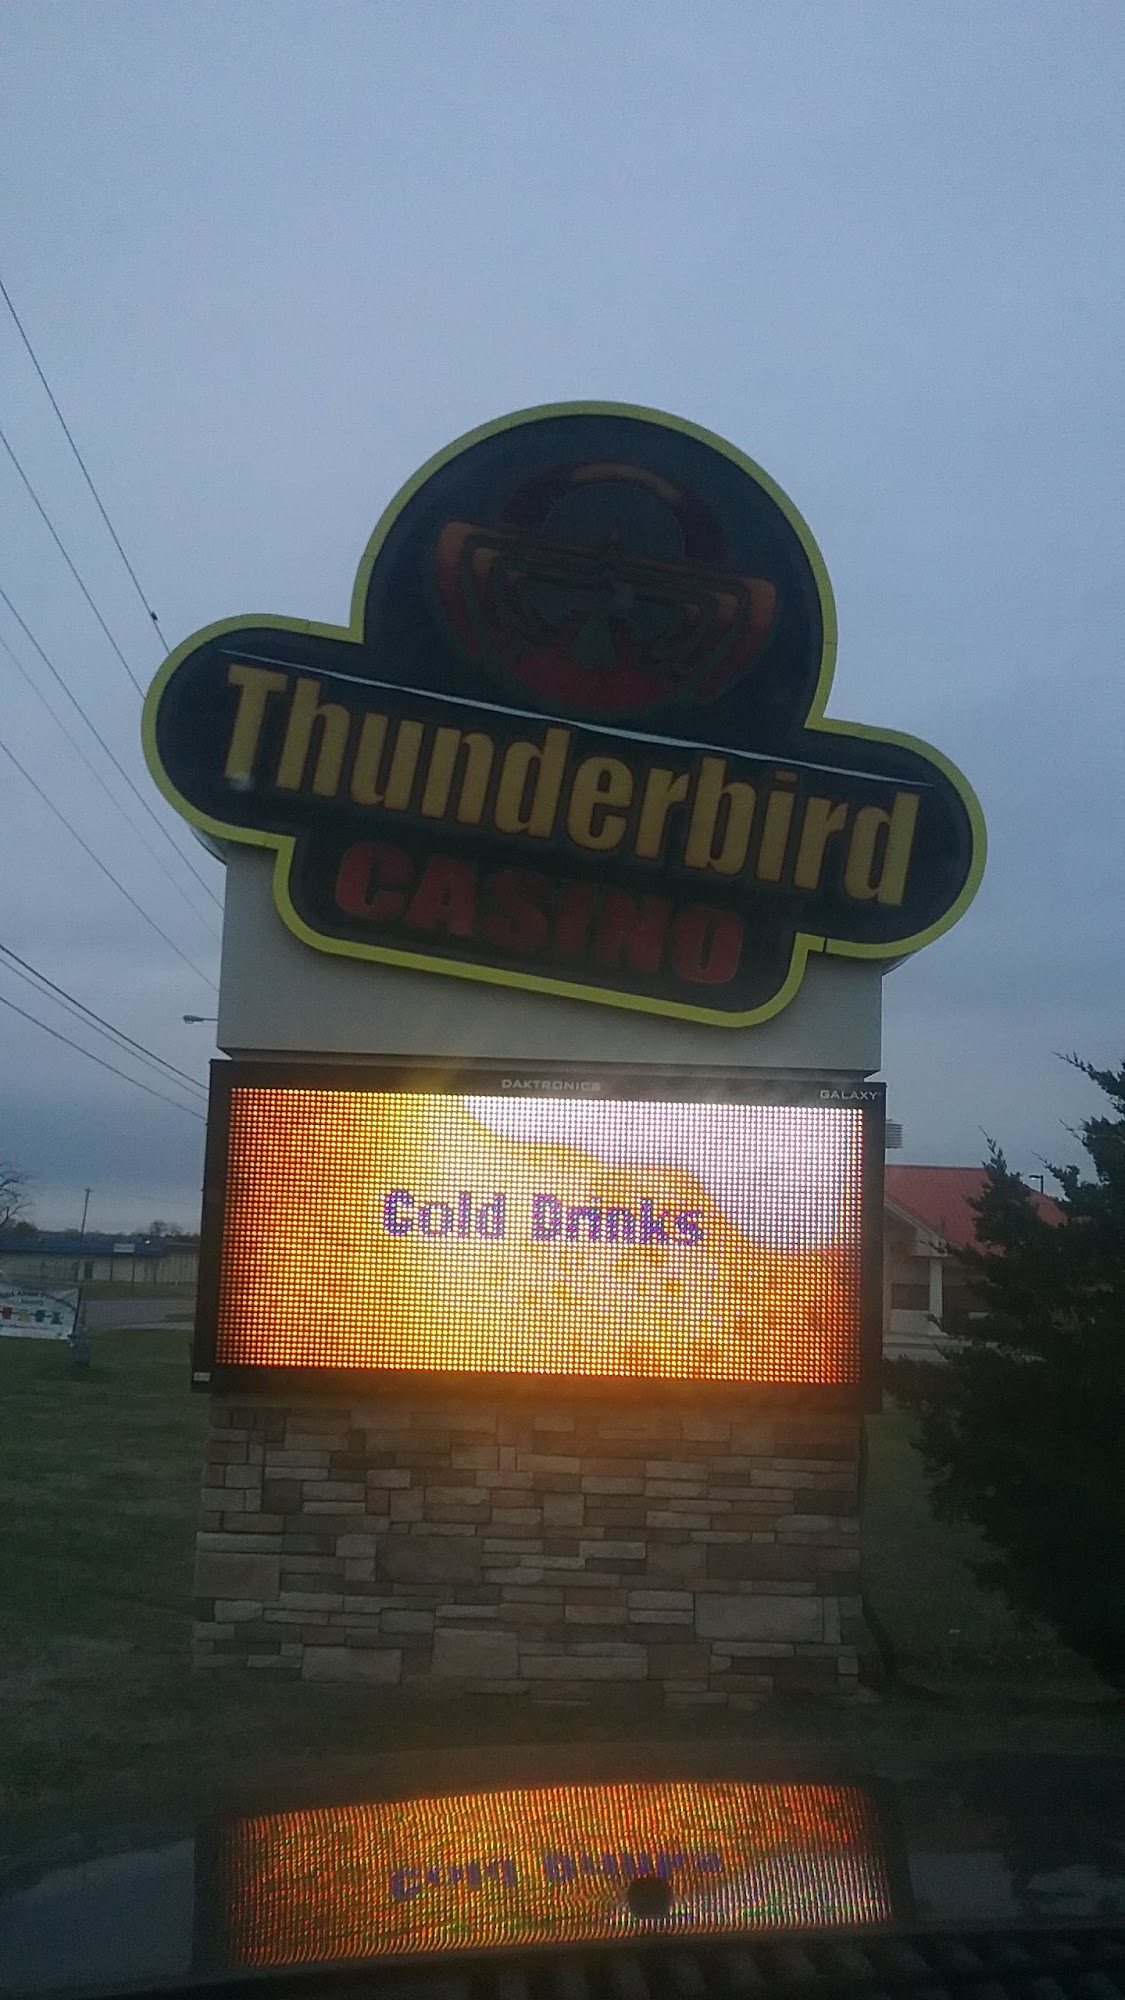 Thunderbird
CASINO
DAKTRONICS
GALAXY
Cold Drinks